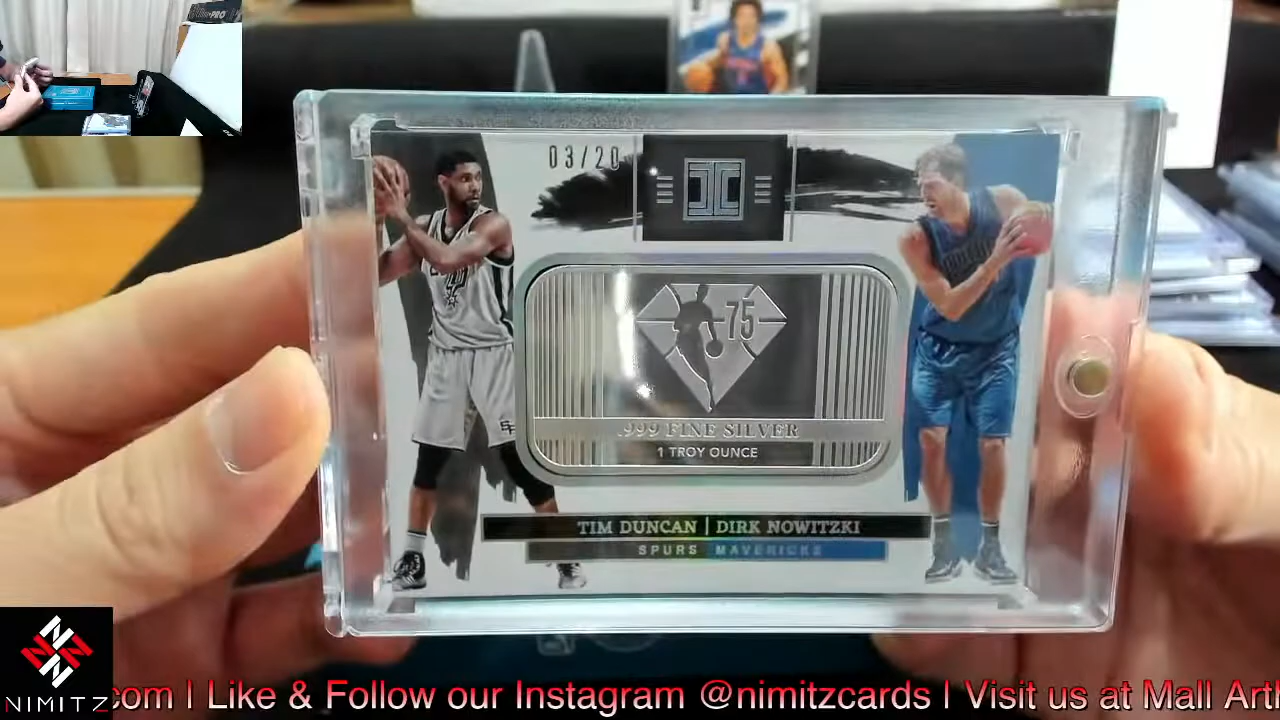 03/20
75
.999 FINE SILVER
1 TROY OUNCE
TIM DUNCAN | DIRK NOWITZKI
SPURS MAVERICKS
NIMITZ
.com | Like & Follow our Instagram @nimitzcards | Visit us at Mall